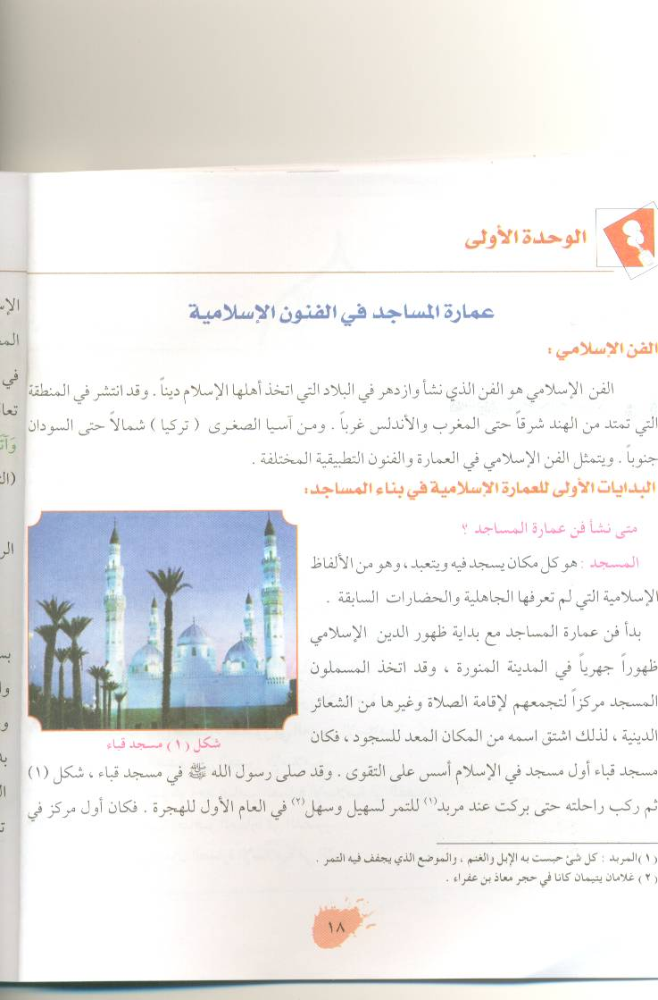 الوحدة الأولى
عمارة المساجد في الفنون الإسلامية
الفن الإسلامي :
الفن الإسلامي هو الفن الذي نشأ وازدهر في البلاد التي اتخذ أهلها الإسلام ديناً . وقد انتشر في المنطقة
التي تمتد من الهند شرقاً حتى المغرب والأندلس غرباً . ومن آسيا الصغرى ( تركيا ) شمالاً حتى السودان
جنوباً . ويتمثل الفن الإسلامي في العمارة والفنون التطبيقية المختلفة .
البدايات الأولى للعمارة الإسلامية في بناء المساجد:
متى نشأ فن عمارة المساجد ؟
المسجد : هو كل مكان يسجد فيه ويتعبد ، وهو من الألفاظ
الإسلامية التي لم تعرفها الجاهلية والحضارات السابقة .
بدأ فن عمارة المساجد مع بداية ظهور الدين الإسلامي
ظهوراً جهرياً في المدينة المنورة ، وقد اتخذ المسملون
المسجد مركزاً لتجمعهم لإقامة الصلاة وغيرها من الشعائر
الدينية ، لذلك اشتق اسمه من المكان المعد للسجود ، فكان
شكل ( ١ ) مسجد قباء
مسجد قباء أول مسجد في الإسلام أسس على التقوى . وقد صلى رسول الله ﷺ في مسجد قباء ، شكل (١)
ثم ركب راحلته حتى بركت عند مربد(١) للتمر لسهيل وسهل(٢) في العام الأول للهجرة . فكان أول مركز في
(١) المربد : كل شئ حبست به الإبل والغنم ، والموضع الذي يجفف فيه التمر .
(٢) غلامان يتيمان كانا في حجر معاذ بن عفراء .
١٨